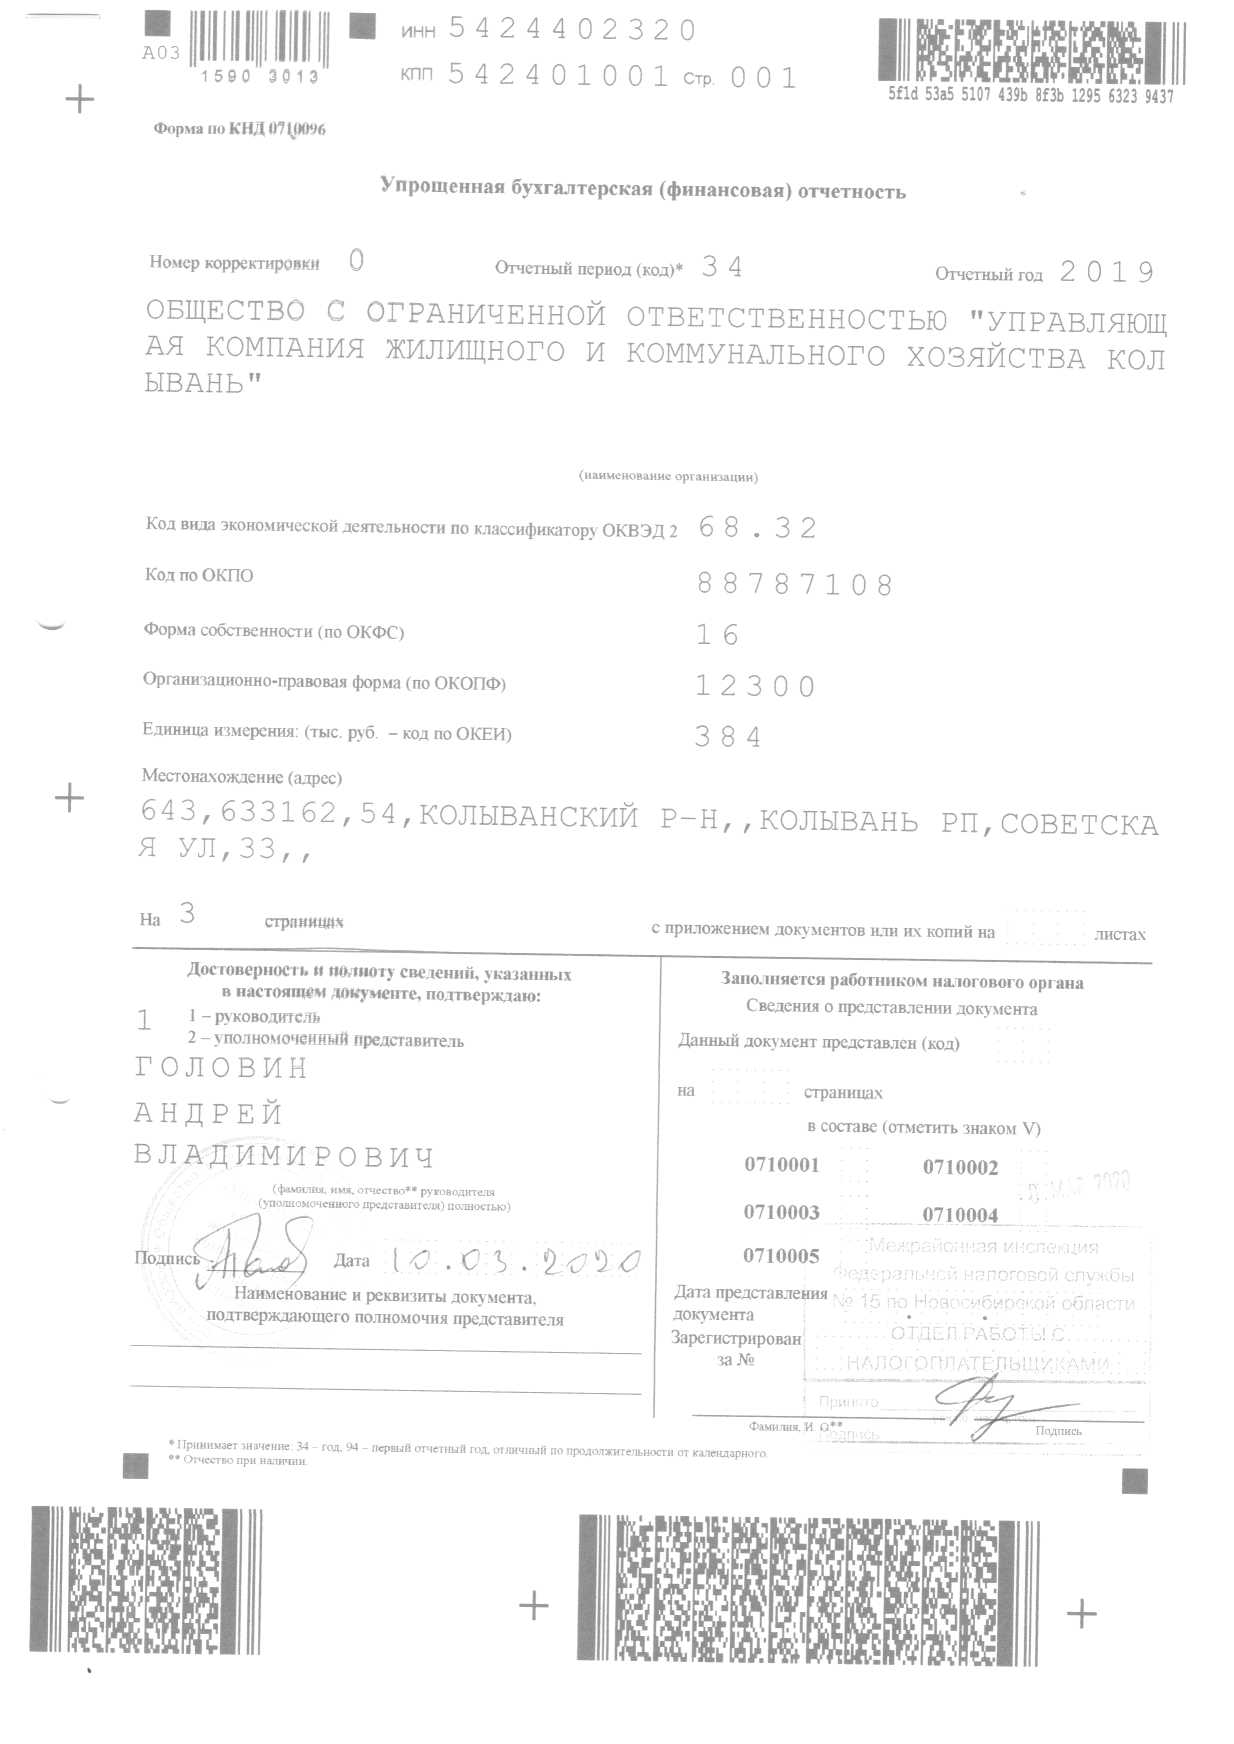 ИНН 5424402320
А03
1590 3013
КПП 542401001 Стр. 001
5f1d 53a5 5107 439b 8f3b 1295 6323 9437
Форма по КНД 0710096
Упрощенная бухгалтерская (финансовая) отчетность
Номер корректировки 0 Отчетный период (код)* 34 Отчетный год 2019
ОБЩЕСТВО С ОГРАНИЧЕННОЙ ОТВЕТСТВЕННОСТЬЮ "УПРАВЛЯЮЩ
АЯ КОМПАНИЯ ЖИЛИЩНОГО И КОММУНАЛЬНОГО ХОЗЯЙСТВА КОЛ
ЫВАНЬ"
(наименование организации)
Код вида экономической деятельности по классификатору ОКВЭД 2 68.32
Код по ОКПО 88787108
Форма собственности (по ОКФС) 16
Организационно-правовая форма (по ОКОПФ) 12300
Единица измерения: (тыс. руб. – код по ОКЕИ) 384
Местонахождение (адрес)
643,633162,54,КОЛЫВАНСКИЙ Р-Н,,КОЛЫВАНЬ РП,СОВЕТСКА
Я УЛ,33,,
На 3 страницах с приложением документов или их копий на листах
Достоверность и полноту сведений, указанных
в настоящем документе, подтверждаю:
1 1 – руководитель
2 – уполномоченный представитель
ГОЛОВИН
АНДРЕЙ
ВЛАДИМИРОВИЧ
(фамилия, имя, отчество** руководителя
(уполномоченного представителя) полностью)
Подпись Дата 10.03.2020
Наименование и реквизиты документа,
подтверждающего полномочия представителя
Заполняется работником налогового органа
Сведения о представлении документа
Данный документ представлен (код)
на страницах
в составе (отметить знаком V)
0710001 0710002
0710003 0710004
0710005
Межрайонная инспекция
Федеральной налоговой службы
№ 15 по Новосибирской области
ОТДЕЛ РАБОТЫ С
НАЛОГОПЛАТЕЛЬЩИКАМИ
Принято
Подпись
Дата представления
документа
Зарегистрирован
за №
Фамилия, И. О.** Подпись
* Принимает значение: 34 – год, 94 – первый отчетный год, отличный по продолжительности от календарного.
** Отчество при наличии.